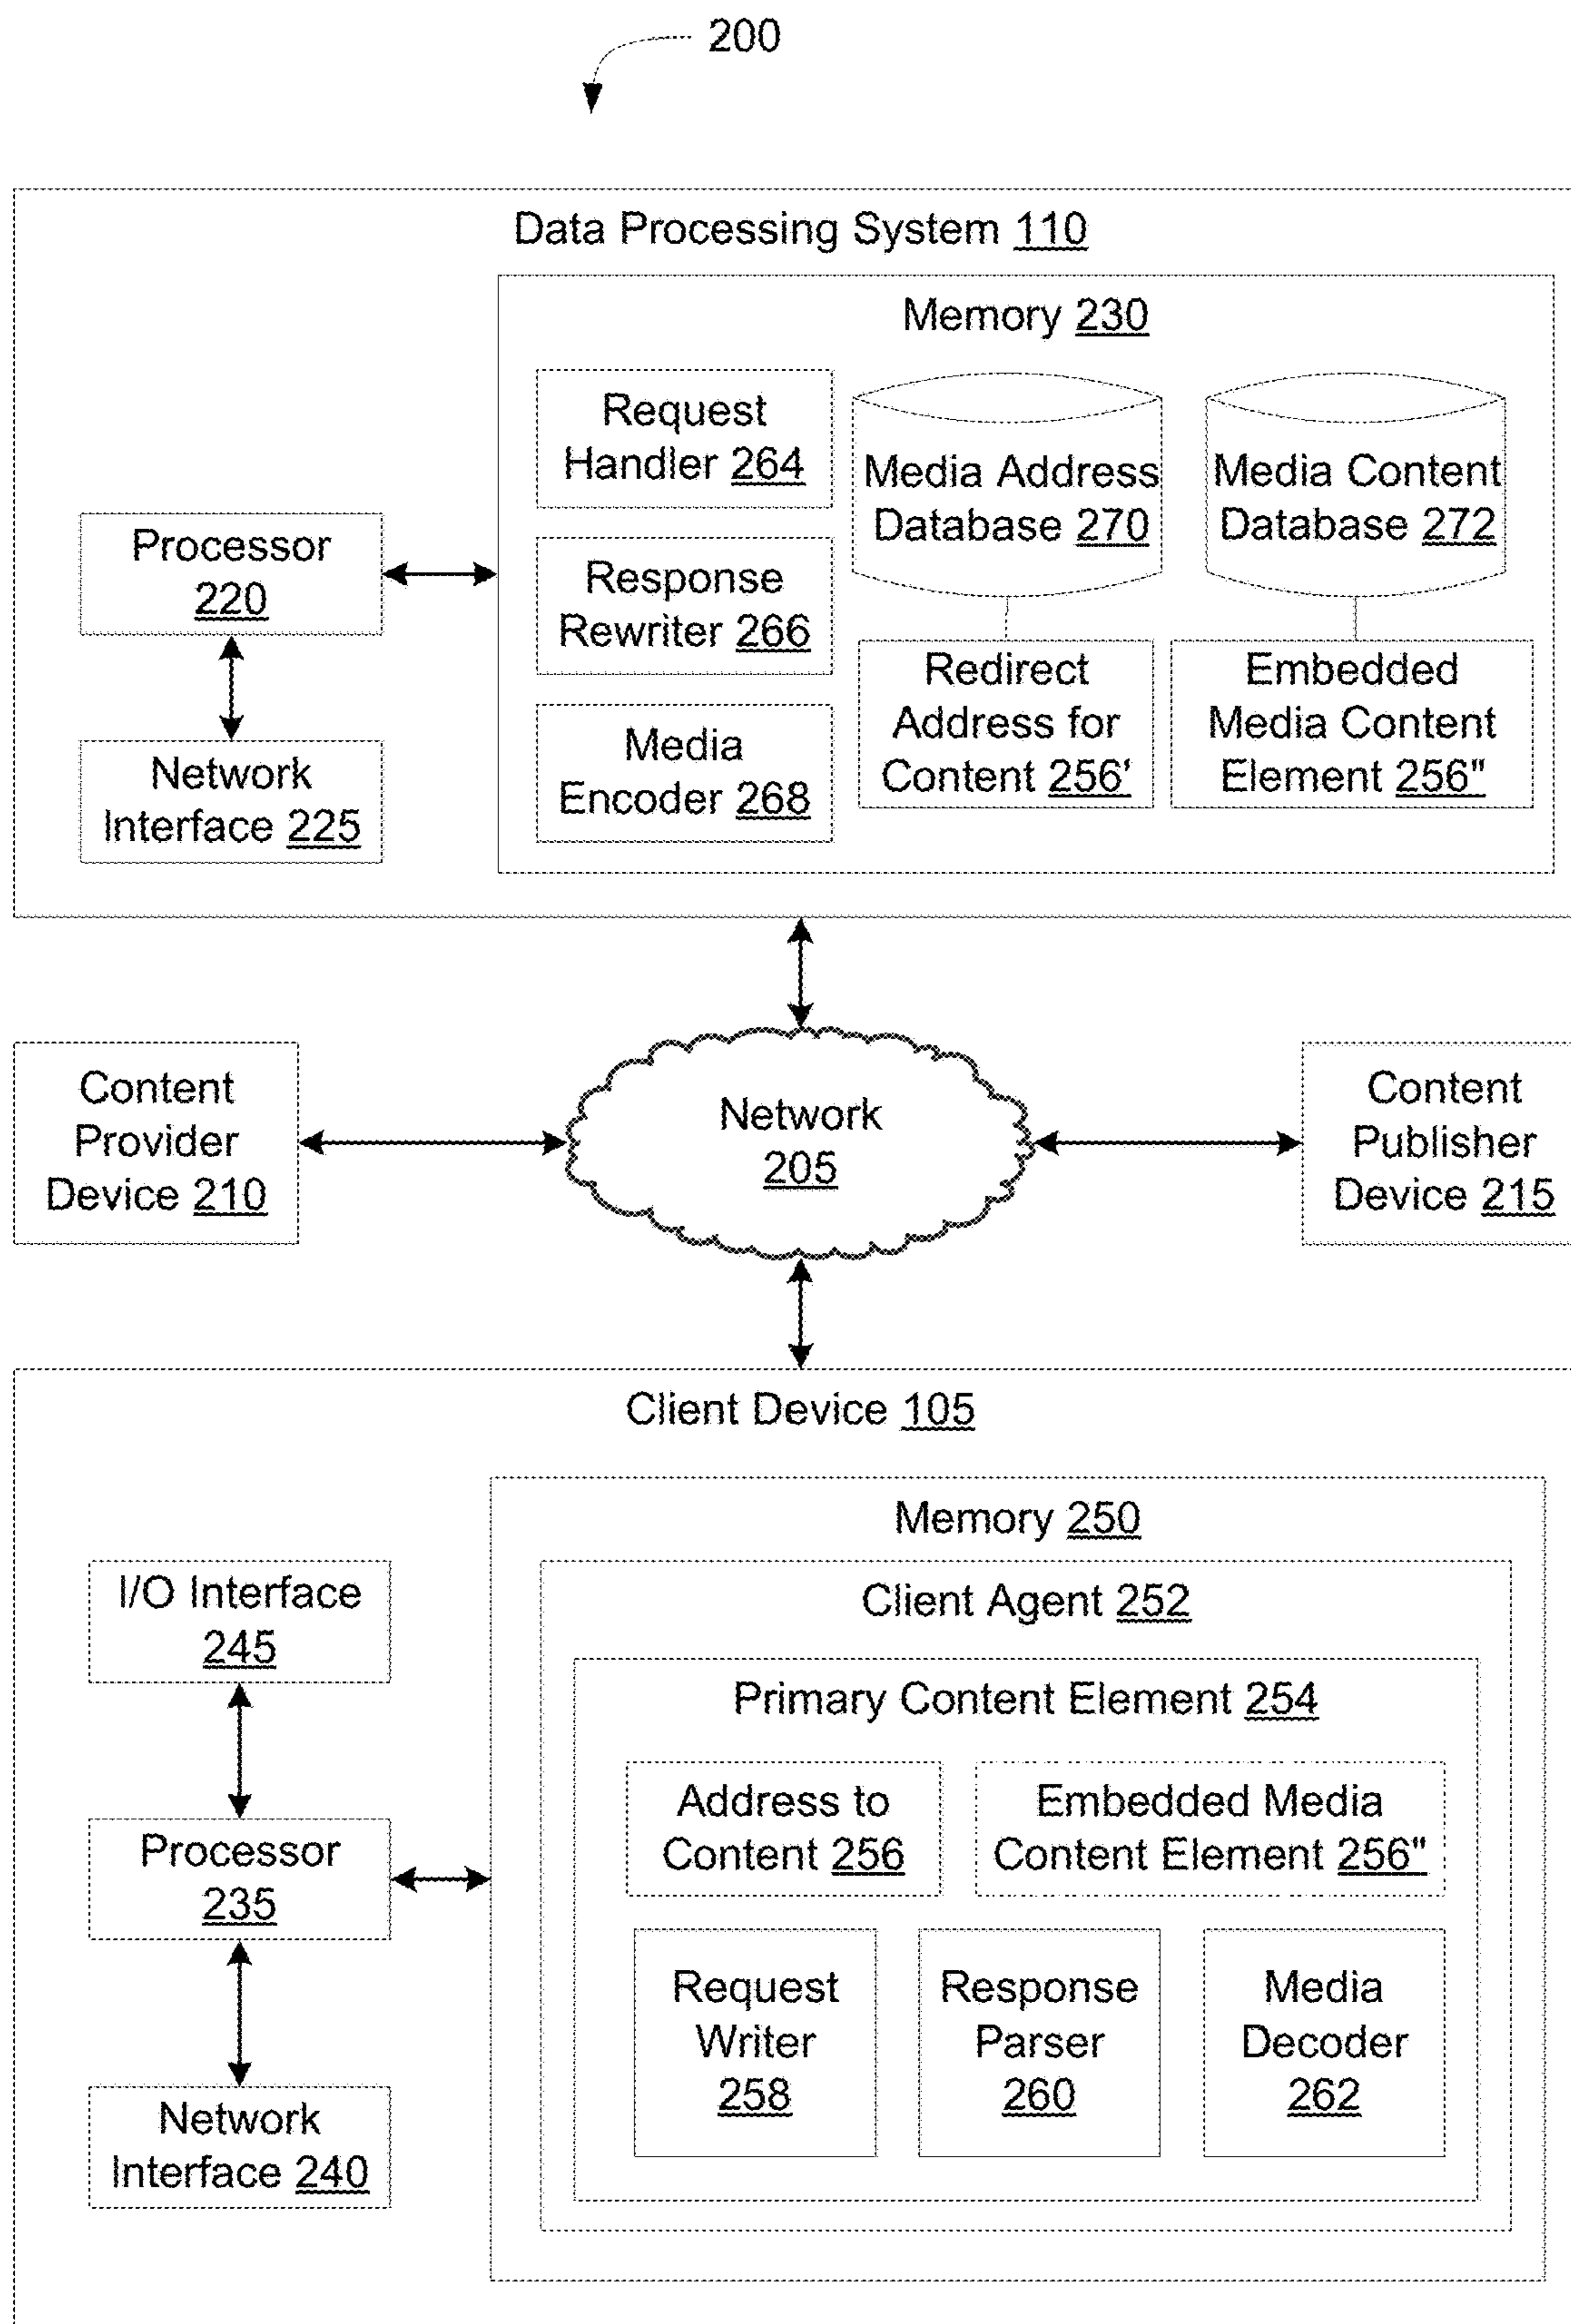 200
Data Processing System 110
Memory 230
Request
Handler 264
Media Address
Database 270
Media Content
Database 272
Processor
220
Response
Rewriter 266
Redirect
Address for
Content 256'
Embedded
Media Content
Element 256"
Network
Interface 225
Media
Encoder 268
Content
Provider
Device 210
Network
205
Content
Publisher
Device 215
Client Device 105
Memory 250
I/O Interface
245
Client Agent 252
Primary Content Element 254
Address to
Content 256
Embedded Media
Content Element 256"
Processor
235
Request
Writer
258
Response
Parser
260
Media
Decoder
262
Network
Interface 240